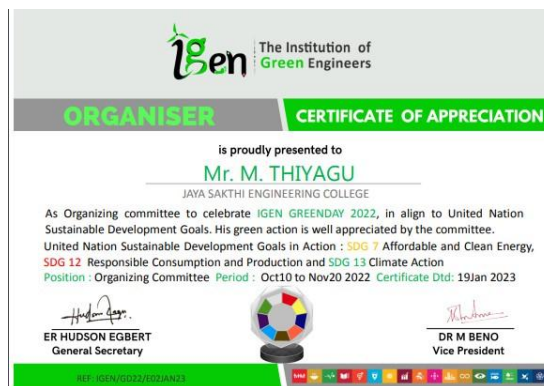 igen
The Institution of
Green Engineers
ORGANISER
CERTIFICATE OF APPRECIATION
is proudly presented to
Mr. M. THIYAGU
JAYA SAKTHI ENGINEERING COLLEGE
As Organizing committee to celebrate IGEN GREENDAY 2022, in align to United Nation
Sustainable Development Goals. His green action is well appreciated by the committee.
United Nation Sustainable Development Goals in Action : SDG 7 Affordable and Clean Energy,
SDG 12 Responsible Consumption and Production and SDG 13 Climate Action
Position : Organizing Committee Period : Oct10 to Nov20 2022 Certificate Dtd: 19Jan 2023
ER HUDSON EGBERT
General Secretary
DR M BENO
Vice President
REF: IGEN/GD22/E02JAN23